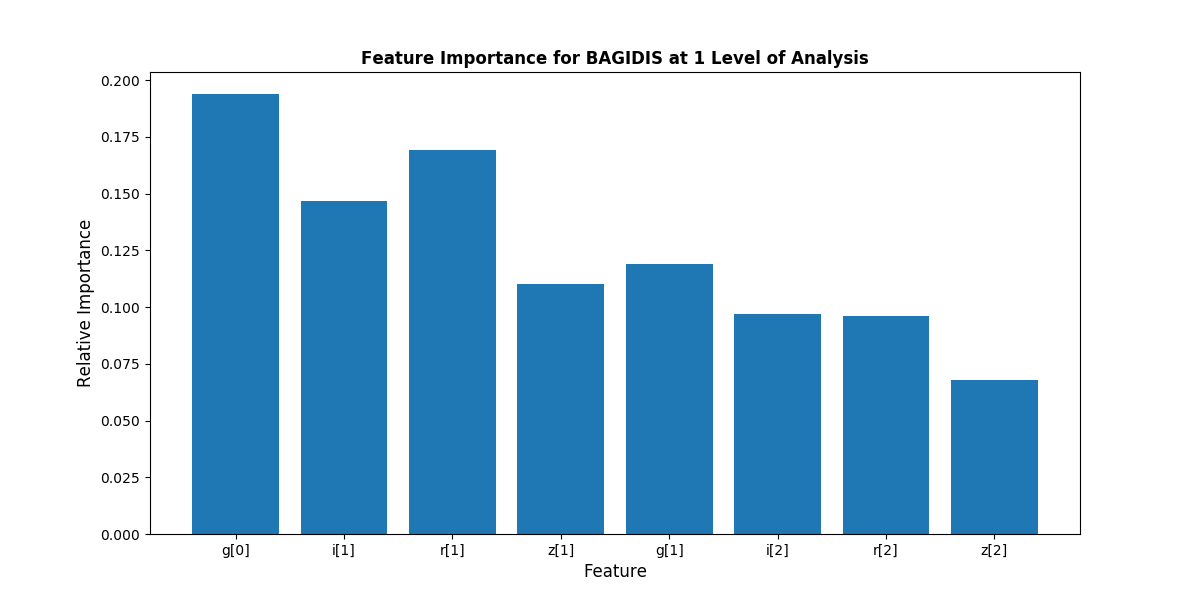 Feature Importance for BAGIDIS at 1 Level of Analysis
0.200
0.175
0.150
0.125
0.100
0.075
0.050
0.025
0.000
Relative Importance
g[0] i[1] r[1] z[1] g[1] i[2] r[2] z[2]
Feature